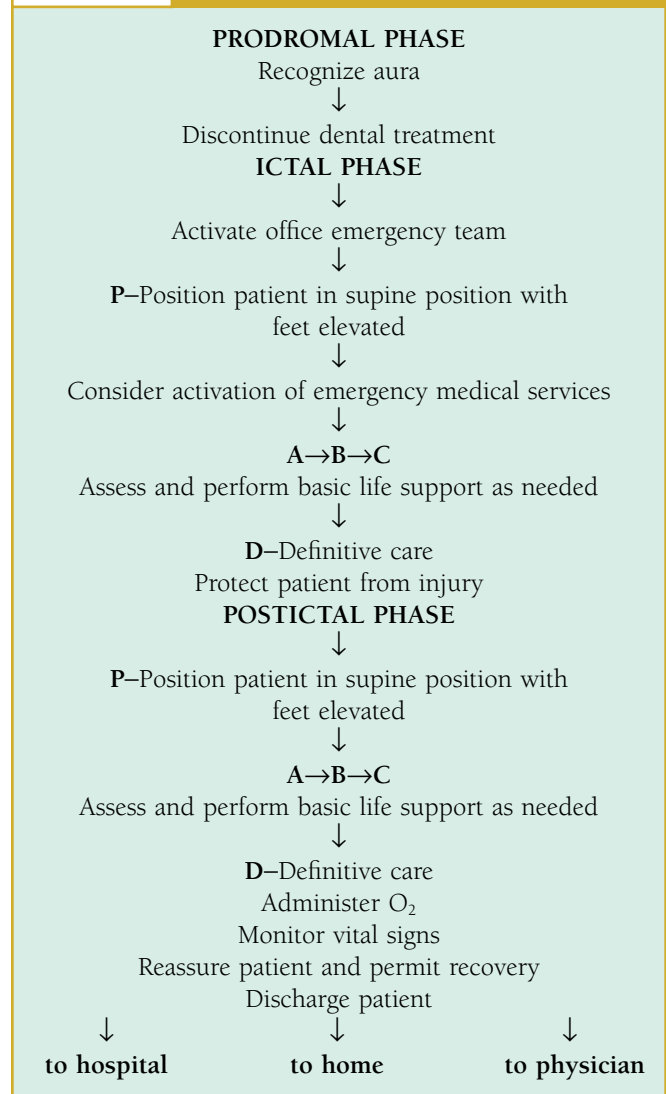 PRODROMAL PHASE
Recognize aura
↓
Discontinue dental treatment
ICTAL PHASE
↓
Activate office emergency team
↓
P–Position patient in supine position with
feet elevated
↓
Consider activation of emergency medical services
↓
A→B→C
Assess and perform basic life support as needed
↓
D–Definitive care
Protect patient from injury
POSTICTAL PHASE
↓
P–Position patient in supine position with
feet elevated
↓
A→B→C
Assess and perform basic life support as needed
↓
D–Definitive care
Administer O₂
Monitor vital signs
Reassure patient and permit recovery
Discharge patient
↓ ↓ ↓
to hospital to home to physician